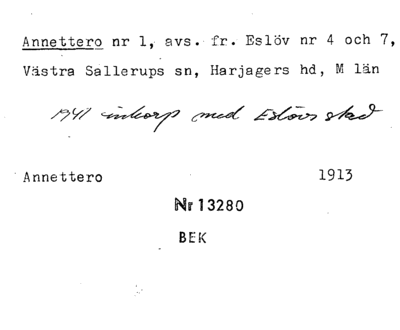 Annettero nr 1, avs. fr. Eslöv nr 4 och 7,
Västra Sallerups sn, Harjagers hd, M län
1941 inkorp med Eslövs stad
Annettero 1913
Nr 13280
BEK